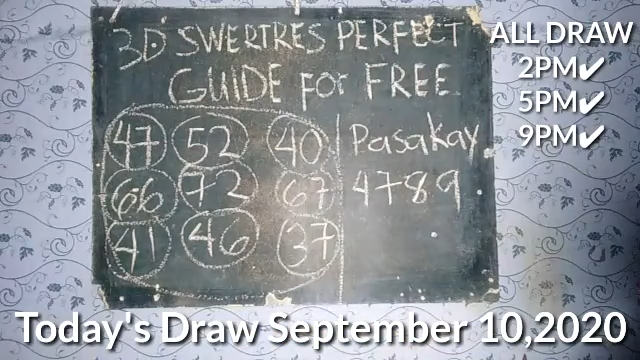 3D SWERTRES PERFECT
GUIDE for FREE
47 52 40
66 72 67
41 46 37
Pasakay
4789
ALL DRAW
2PM✔
5PM✔
9PM✔
Today's Draw September 10,2020